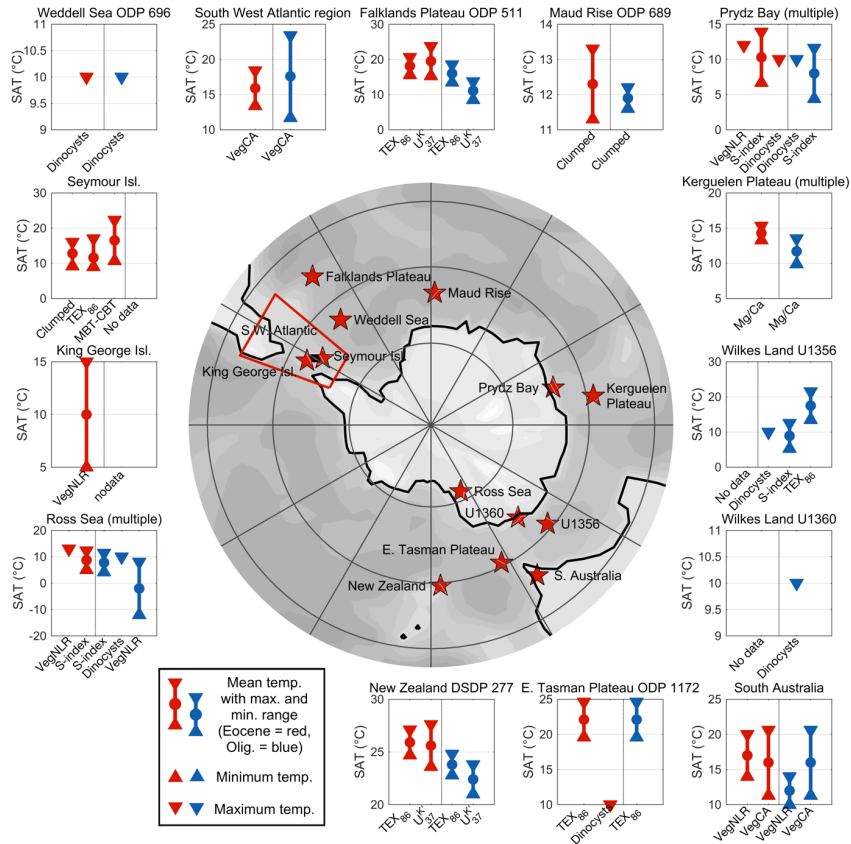 Weddell Sea ODP 696
SAT (°C)
11
10.5
10
9.5
9
Dinocysts
Dinocysts
South West Atlantic region
SAT (°C)
25
20
15
10
VegCA
VegCA
Falklands Plateau ODP 511
SAT (°C)
30
20
10
0
TEX86
UK'37
TEX86
UK'37
Maud Rise ODP 689
SAT (°C)
14
13
12
11
Clumped
Clumped
Prydz Bay (multiple)
SAT (°C)
15
10
5
0
VegNLR
S-index
Dinocysts
Dinocysts
S-index
Seymour Isl.
SAT (°C)
30
20
10
0
Clumped
TEX86
MBT-CBT
No data
Kerguelen Plateau (multiple)
SAT (°C)
20
15
10
5
Mg/Ca
Mg/Ca
King George Isl.
SAT (°C)
15
10
5
VegNLR
nodata
Wilkes Land U1356
SAT (°C)
30
20
10
0
No data
Dinocysts
S-index
TEX86
Ross Sea (multiple)
SAT (°C)
20
10
0
-10
-20
VegNLR
S-index
S-index
Dinocysts
VegNLR
Wilkes Land U1360
SAT (°C)
11
10.5
10
9.5
9
No data
Dinocysts
Falklands Plateau
Maud Rise
Weddell Sea
S.W. Atlantic
Seymour Isl.
King George Isl.
Prydz Bay
Kerguelen
Plateau
Ross Sea
U1360
U1356
E. Tasman Plateau
S. Australia
New Zealand
Mean temp.
with max. and
min. range
(Eocene = red,
Olig. = blue)
Minimum temp.
Maximum temp.
New Zealand DSDP 277
SAT (°C)
30
25
20
TEX86
UK'37
TEX86
UK'37
E. Tasman Plateau ODP 1172
SAT (°C)
25
20
15
10
TEX86
Dinocysts
TEX86
South Australia
SAT (°C)
25
20
15
10
VegNLR
VegCA
VegNLR
VegCA